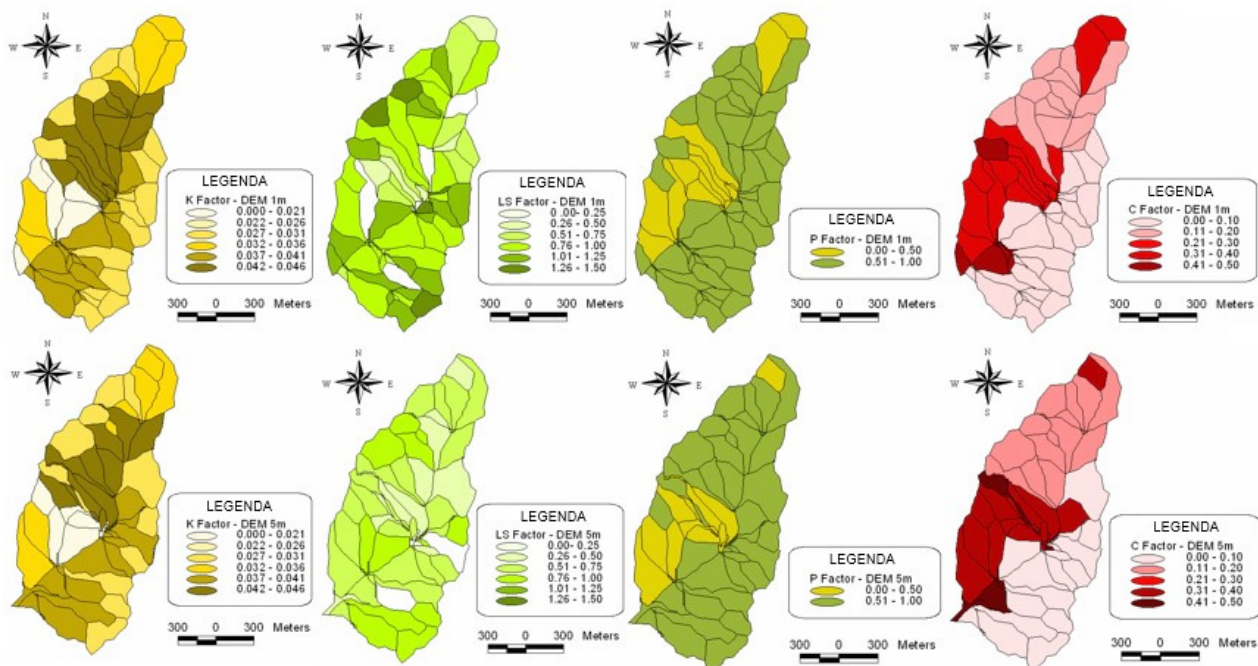 N
W E
S
LEGENDA
K Factor - DEM 1m
0.000 - 0.021
0.022 - 0.026
0.027 - 0.031
0.032 - 0.036
0.037 - 0.041
0.042 - 0.046
300 0 300 Meters
N
W E
S
LEGENDA
LS Factor - DEM 1m
0.00- 0.25
0.26 - 0.50
0.51 - 0.75
0.76 - 1.00
1.01 - 1.25
1.26 - 1.50
300 0 300 Meters
N
W E
S
LEGENDA
P Factor - DEM 1m
0.00 - 0.50
0.51 - 1.00
300 0 300 Meters
N
W E
S
LEGENDA
C Factor - DEM 1m
0.00 - 0.10
0.11 - 0.20
0.21 - 0.30
0.31 - 0.40
0.41 - 0.50
300 0 300 Meters
N
W E
S
LEGENDA
K Factor - DEM 5m
0.000 - 0.021
0.022 - 0.026
0.027 - 0.031
0.032 - 0.036
0.037 - 0.041
0.042 - 0.046
300 0 300 Meters
N
W E
S
LEGENDA
LS Factor - DEM 5m
0.00- 0.25
0.26 - 0.50
0.51 - 0.75
0.76 - 1.00
1.01 - 1.25
1.26 - 1.50
300 0 300 Meters
N
W E
S
LEGENDA
P Factor - DEM 5m
0.00 - 0.50
0.51 - 1.00
300 0 300 Meters
N
W E
S
LEGENDA
C Factor - DEM 5m
0.00 - 0.10
0.11 - 0.20
0.21 - 0.30
0.31 - 0.40
0.41 - 0.50
300 0 300 Meters